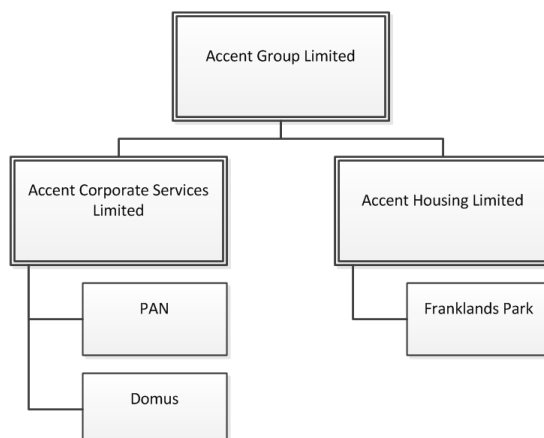 Accent Group Limited
Accent Corporate Services
Limited
Accent Housing Limited
PAN
Franklands Park
Domus